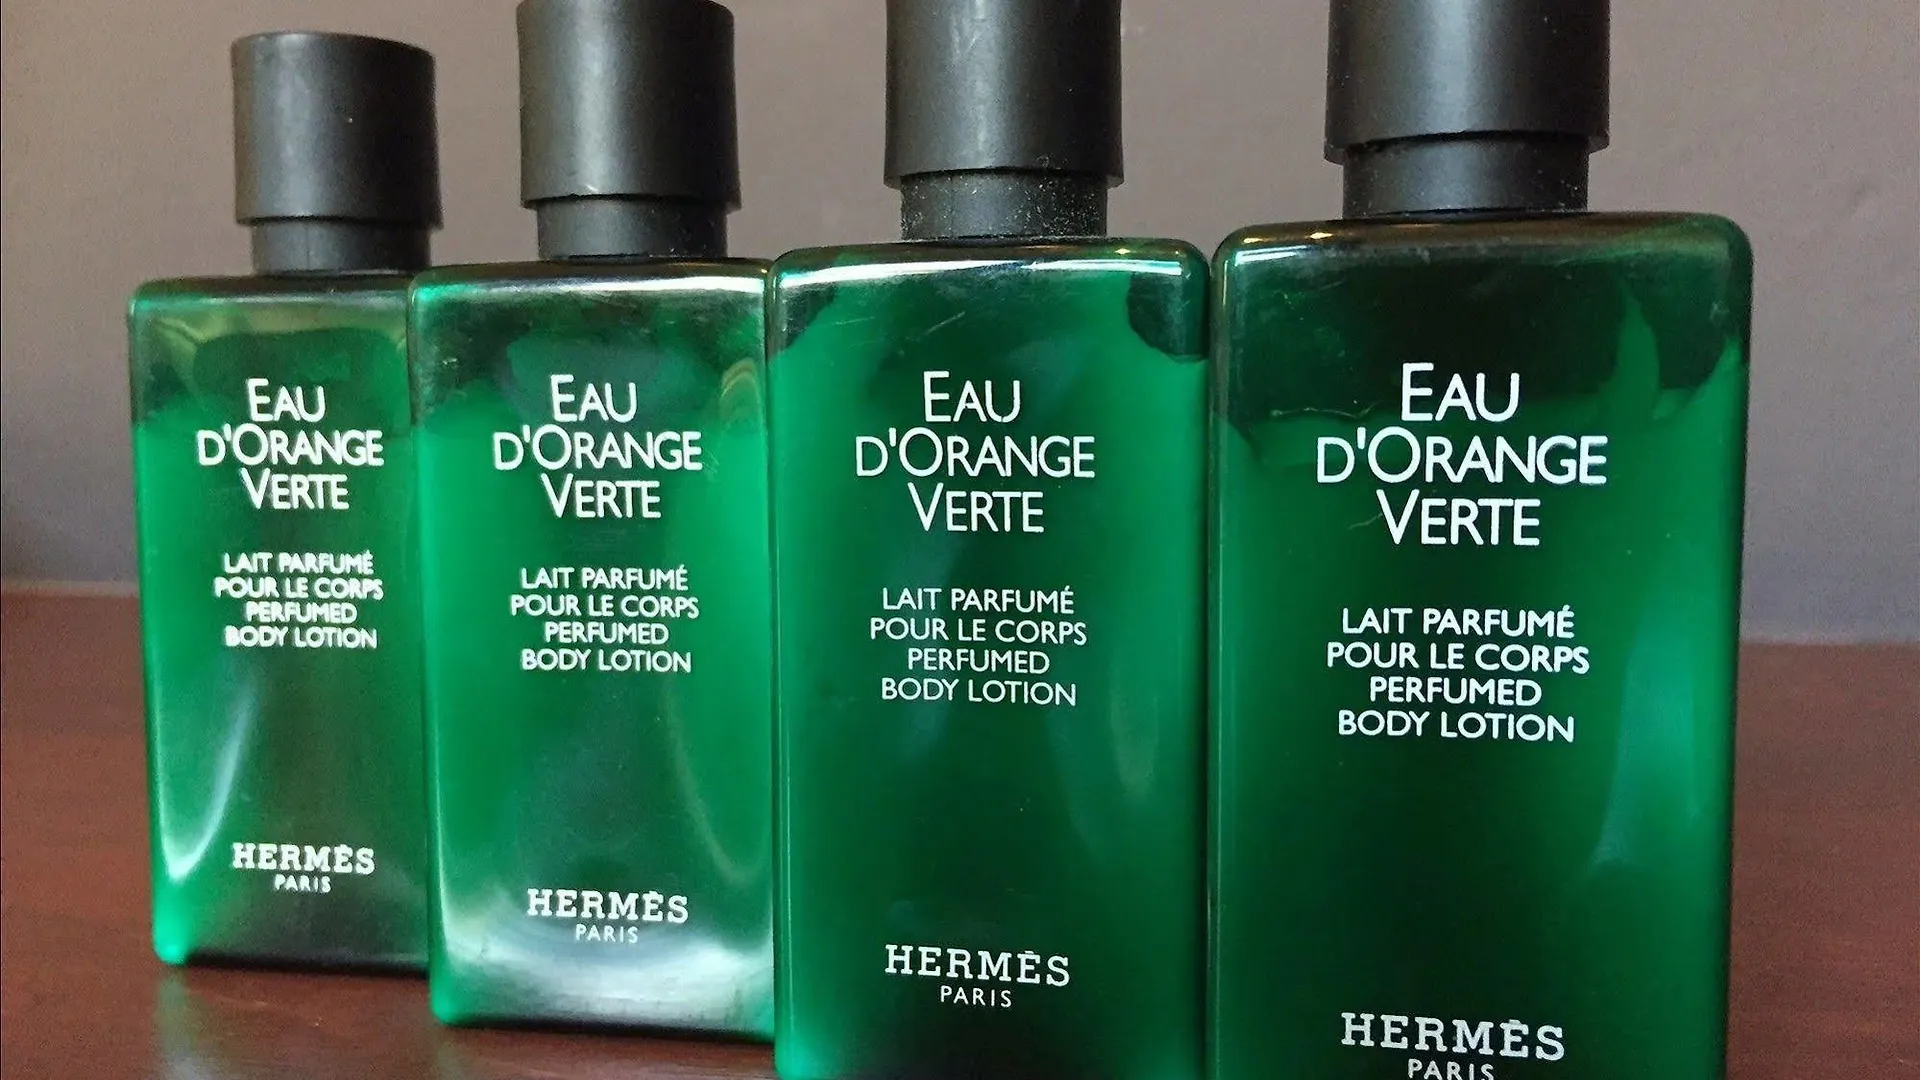 EAU
D'ORANGE
VERTE
LAIT PARFUMÉ
POUR LE CORPS
PERFUMED
BODY LOTION
HERMÈS
PARIS
EAU
D'ORANGE
VERTE
LAIT PARFUMÉ
POUR LE CORPS
PERFUMED
BODY LOTION
HERMÈS
PARIS
EAU
D'ORANGE
VERTE
LAIT PARFUMÉ
POUR LE CORPS
PERFUMED
BODY LOTION
HERMÈS
PARIS
EAU
D'ORANGE
VERTE
LAIT PARFUMÉ
POUR LE CORPS
PERFUMED
BODY LOTION
HERMÈS
PARIS